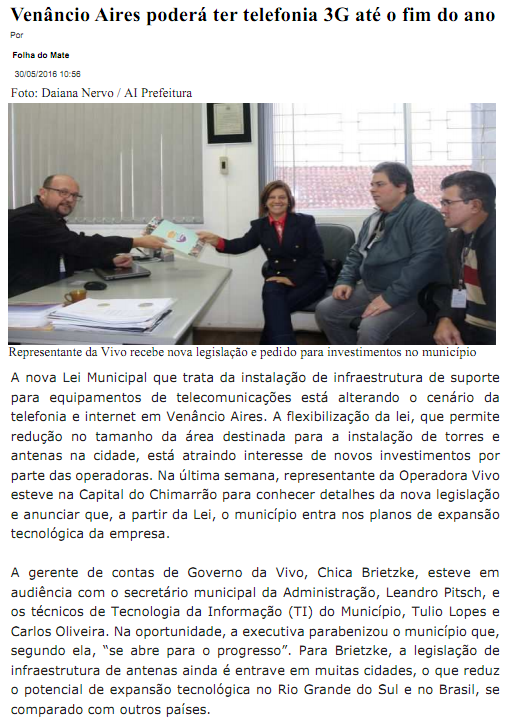 Venâncio Aires poderá ter telefonia 3G até o fim do ano
Por
Folha do Mate
30/05/2016 10:56
Foto: Daiana Nervo / AI Prefeitura
Representante da Vivo recebe nova legislação e pedido para investimentos no município
A nova Lei Municipal que trata da instalação de infraestrutura de suporte
para equipamentos de telecomunicações está alterando o cenário da
telefonia e internet em Venâncio Aires. A flexibilização da lei, que permite
redução no tamanho da área destinada para a instalação de torres e
antenas na cidade, está atraindo interesse de novos investimentos por
parte das operadoras. Na última semana, representante da Operadora Vivo
esteve na Capital do Chimarrão para conhecer detalhes da nova legislação
e anunciar que, a partir da Lei, o município entra nos planos de expansão
tecnológica da empresa.
A gerente de contas de Governo da Vivo, Chica Brietzke, esteve em
audiência com o secretário municipal da Administração, Leandro Pitsch, e
os técnicos de Tecnologia da Informação (TI) do Município, Tulio Lopes e
Carlos Oliveira. Na oportunidade, a executiva parabenizou o município que,
segundo ela, “se abre para o progresso”. Para Brietzke, a legislação de
infraestrutura de antenas ainda é entrave em muitas cidades, o que reduz
o potencial de expansão tecnológica no Rio Grande do Sul e no Brasil, se
comparado com outros países.